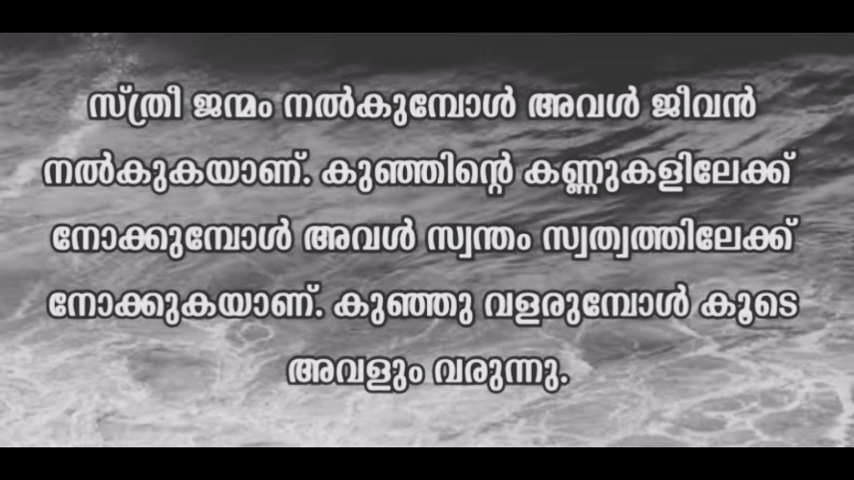 സ്ത്രീ ജന്മം നൽകുമ്പോൾ അവൾ ജീവൻ
നൽകുകയാണ്. കുഞ്ഞിന്റെ കണ്ണുകളിലേക്ക്
നോക്കുമ്പോൾ അവൾ സ്വന്തം സ്വത്വത്തിലേക്ക്
നോക്കുകയാണ്. കുഞ്ഞു വളരുമ്പോൾ കൂടെ
അവളും വരുന്നു.